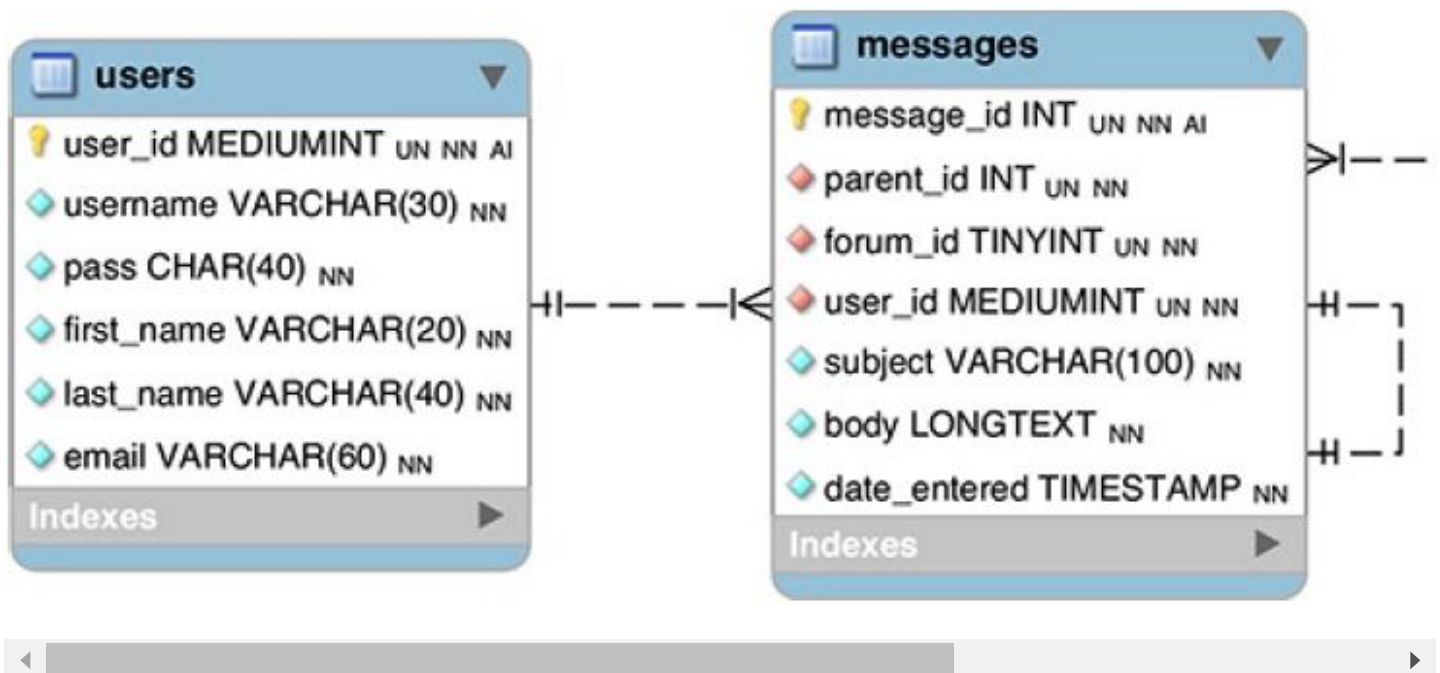 users
user_id MEDIUMINT UN NN AI
username VARCHAR(30) NN
pass CHAR(40) NN
first_name VARCHAR(20) NN
last_name VARCHAR(40) NN
email VARCHAR(60) NN
Indexes
messages
message_id INT UN NN AI
parent_id INT UN NN
forum_id TINYINT UN NN
user_id MEDIUMINT UN NN
subject VARCHAR(100) NN
body LONGTEXT NN
date_entered TIMESTAMP NN
Indexes